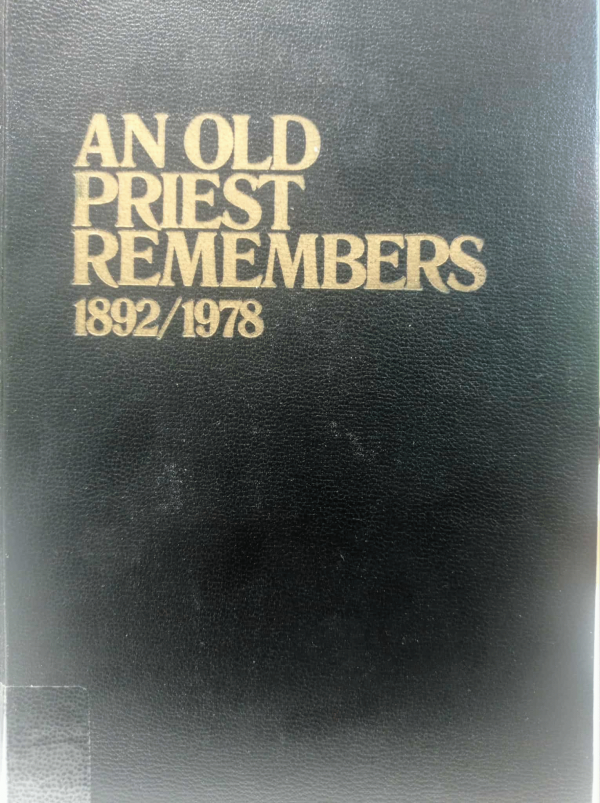 AN OLD
PRIEST
REMEMBERS
1892/1978